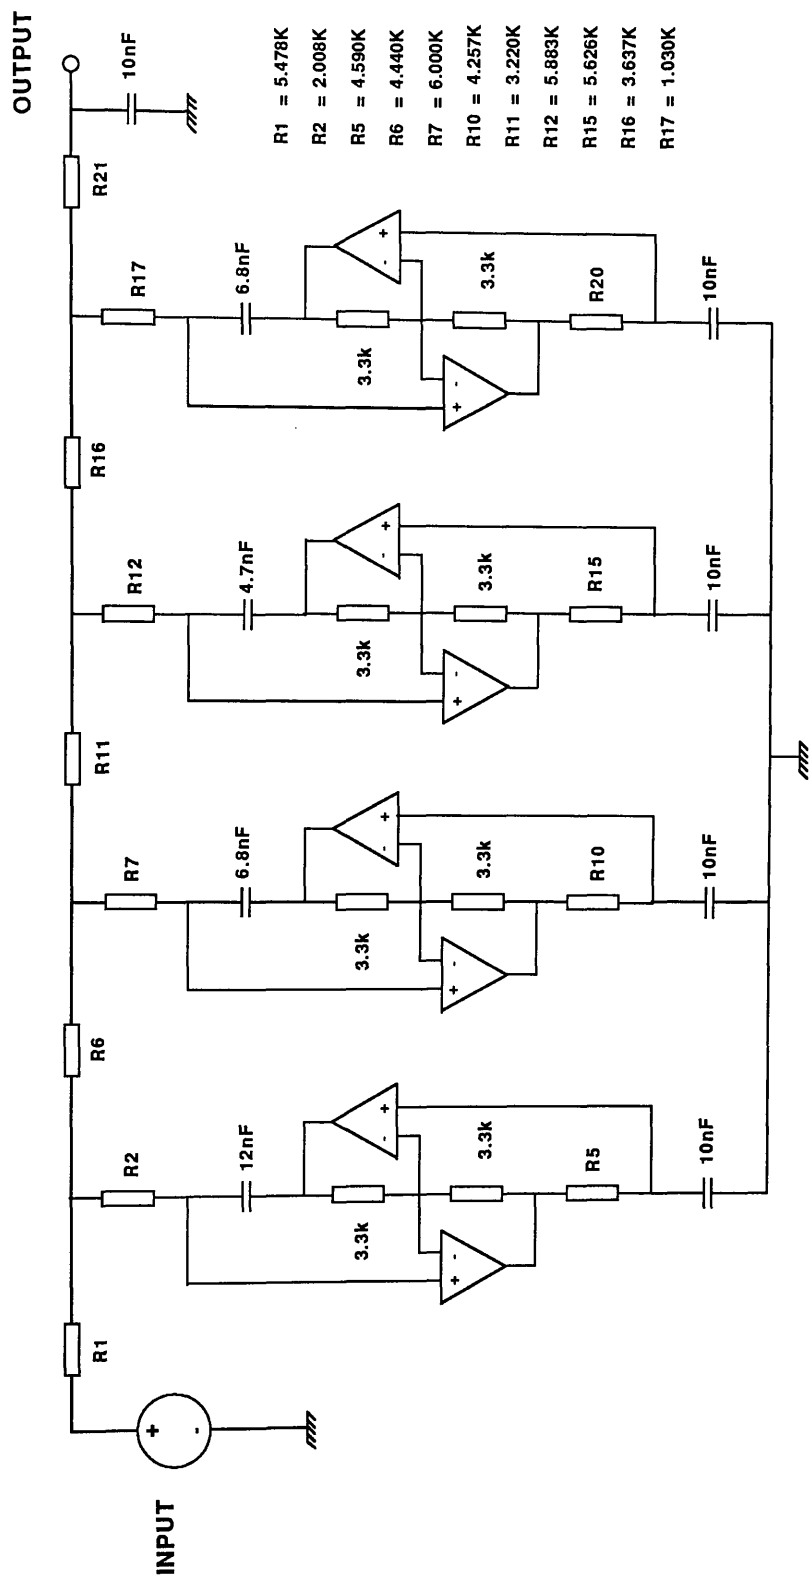 INPUT
OUTPUT
R1
R6
R11
R16
R21
10nF
R2
12nF
3.3k
3.3k
R5
10nF
R7
6.8nF
3.3k
3.3k
R10
10nF
R12
4.7nF
3.3k
3.3k
R15
10nF
R17
6.8nF
3.3k
3.3k
R20
10nF
+
-
+
-
+
-
+
-
+
-
+
-
+
-
+
-
+
-
R1 = 5.478K
R2 = 2.008K
R5 = 4.590K
R6 = 4.440K
R7 = 6.000K
R10 = 4.257K
R11 = 3.220K
R12 = 5.883K
R15 = 5.626K
R16 = 3.637K
R17 = 1.030K